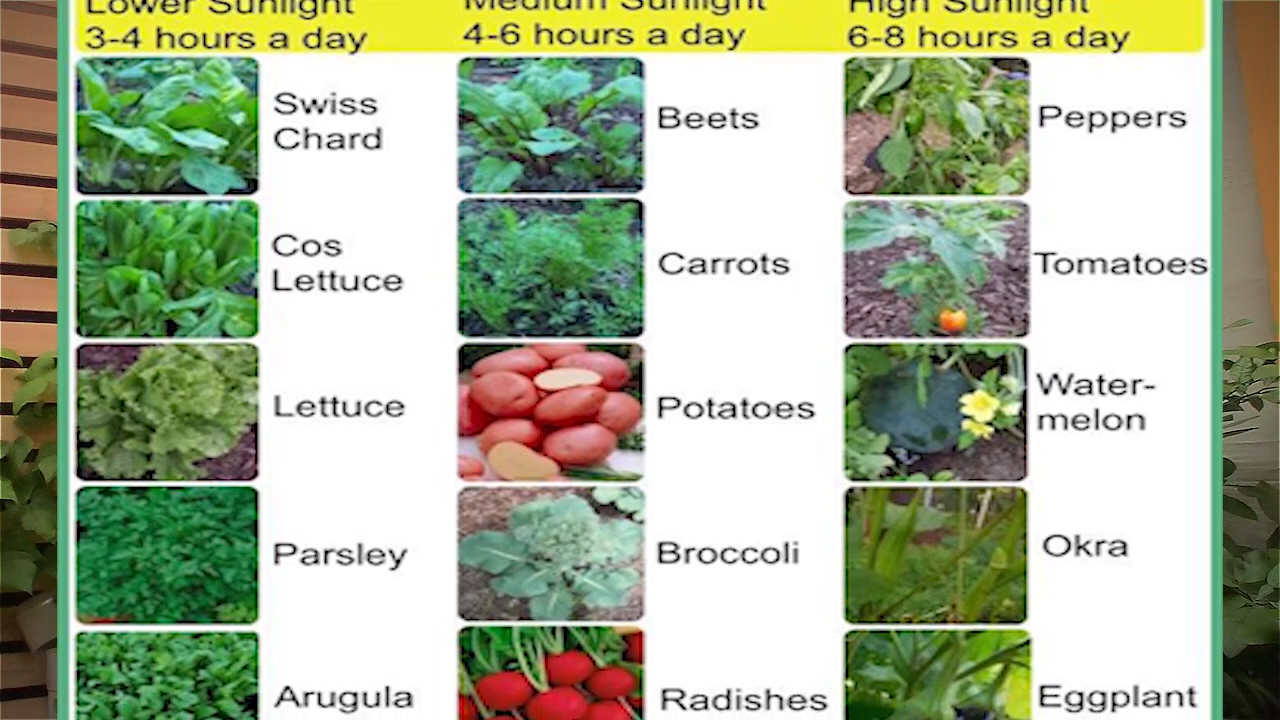 Lower Sunlight
3-4 hours a day
Medium Sunlight
4-6 hours a day
High Sunlight
6-8 hours a day
Swiss
Chard
Beets
Peppers
Cos
Lettuce
Carrots
Tomatoes
Lettuce
Potatoes
Water-
melon
Parsley
Broccoli
Okra
Arugula
Radishes
Eggplant